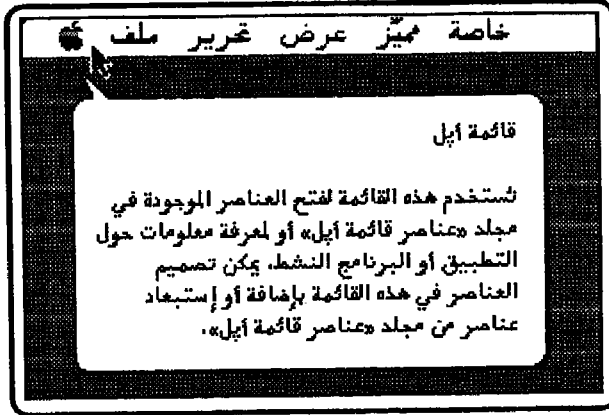 ملف تحرير عرض مميّز خاصة
قائمة أپل
تُستخدم هذه القائمة لفتح العناصر الموجودة في
مجلد «عناصر قائمة أپل» أو لمعرفة معلومات حول
التطبيق أو البرنامج النشط. يمكن تصميم
العناصر في هذه القائمة بإضافة أو إستبعاد
عناصر من مجلد «عناصر قائمة أپل».